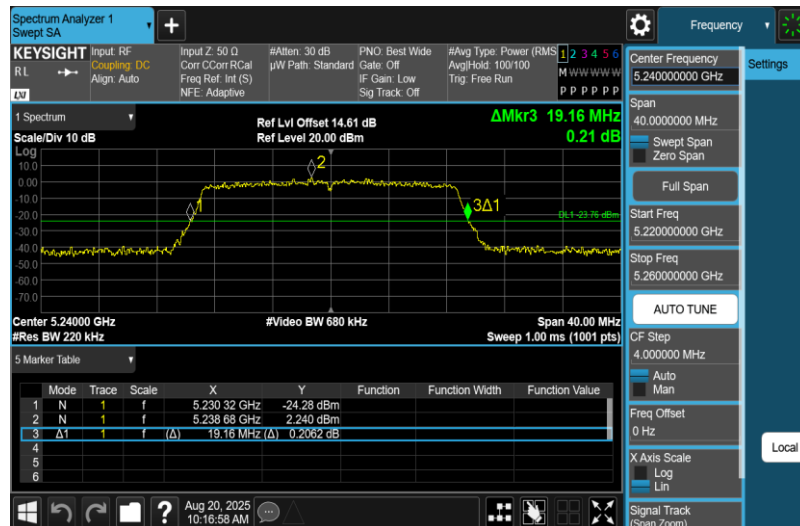 Spectrum Analyzer 1
Swept SA
+
Frequency
KEYSIGHT
RL
LXI
Input: RF
Coupling: DC
Align: Auto
Input Z: 50 Ω
Corr CCorr RCal
Freq Ref: Int (S)
NFE: Adaptive
#Atten: 30 dB
µW Path: Standard
PNO: Best Wide
Gate: Off
IF Gain: Low
Sig Track: Off
#Avg Type: Power (RMS
Avg|Hold: 100/100
Trig: Free Run
1 2 3 4 5 6
M W W W W W
P P P P P P
1 Spectrum
Scale/Div 10 dB
Ref Lvl Offset 14.61 dB
Ref Level 20.00 dBm
ΔMkr3 19.16 MHz
0.21 dB
Log
10.0
0.00
-10.0
-20.0
-30.0
-40.0
-50.0
-60.0
-70.0
1
2
3Δ1
DL1 -23.76 dBm
Center 5.24000 GHz
#Res BW 220 kHz
#Video BW 680 kHz
Span 40.00 MHz
Sweep 1.00 ms (1001 pts)
5 Marker Table
Mode Trace Scale X Y Function Function Width Function Value
1 N 1 f 5.230 32 GHz -24.28 dBm
2 N 1 f 5.238 68 GHz 2.240 dBm
3 Δ1 1 f (Δ) 19.16 MHz (Δ) 0.2062 dB
4
5
6
Center Frequency
5.240000000 GHz
Span
40.0000000 MHz
Swept Span
Zero Span
Full Span
Start Freq
5.220000000 GHz
Stop Freq
5.260000000 GHz
AUTO TUNE
CF Step
4.000000 MHz
Auto
Man
Freq Offset
0 Hz
X Axis Scale
Log
Lin
Signal Track
(Span Zoom)
Settings
Local
?
Aug 20, 2025
10:16:58 AM